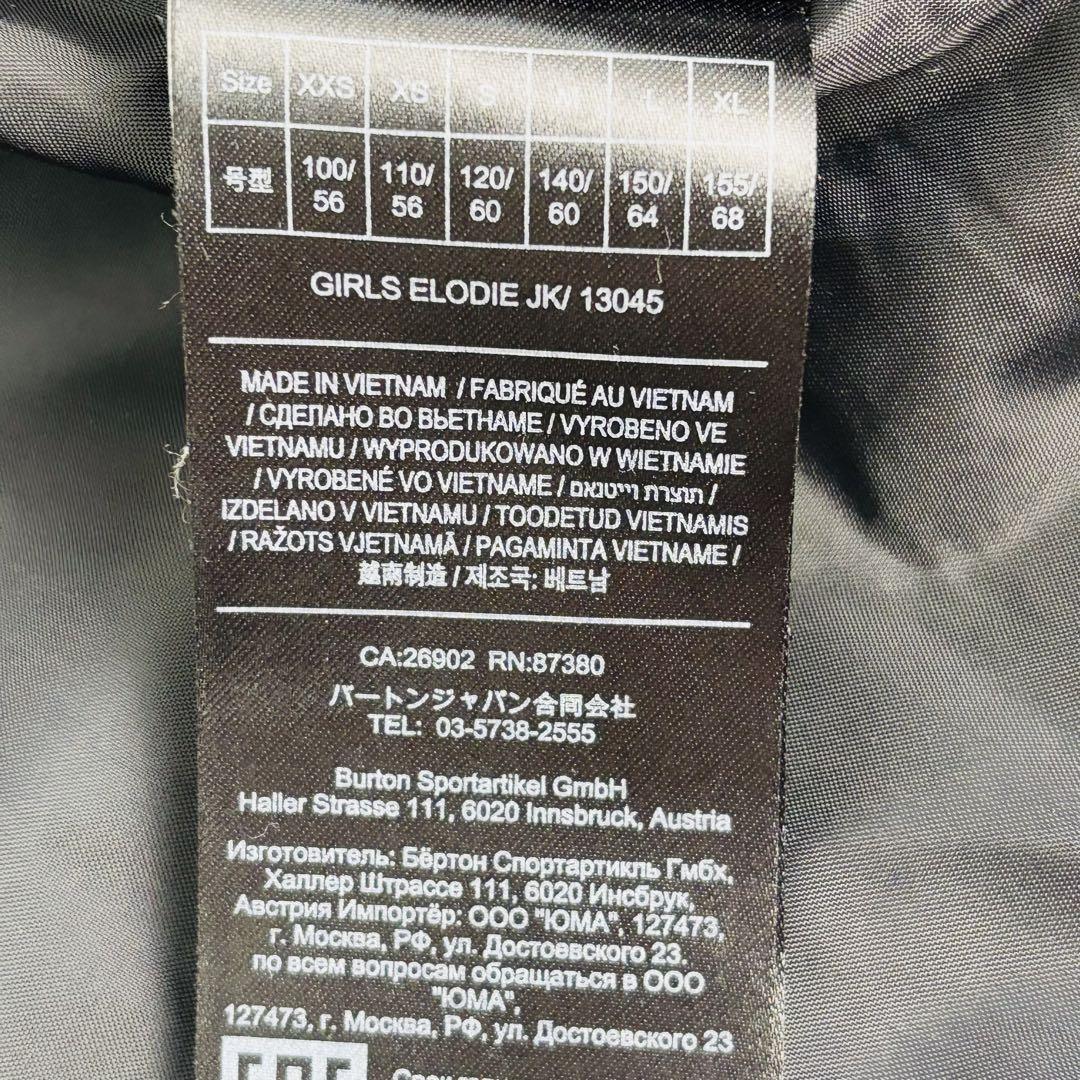 Size XXS XS S M L XL
号型 100/56 110/56 120/60 140/60 150/64 155/68
GIRLS ELODIE JK/ 13045
MADE IN VIETNAM / FABRIQUÉ AU VIETNAM
/ СДЕЛАНО ВО ВЬЕТНАМЕ / VYROBENO VE
VIETNAMU / WYPRODUKOWANO W WIETNAMIE
/ VYROBENÉ VO VIETNAME / תוצרת וייטנאם /
IZDELANO V VIETNAMU / TOODETUD VIETNAMIS
/ RAŽOTS VJETNAMĀ / PAGAMINTA VIETNAME /
越南制造 / 제조국: 베트남
CA:26902 RN:87380
バートンジャパン合同会社
TEL: 03-5738-2555
Burton Sportartikel GmbH
Haller Strasse 111, 6020 Innsbruck, Austria
Изготовитель: Бёртон Спортартикль Гмбх,
Халлер Штрассе 111, 6020 Инсбрук,
Австрия Импортёр: ООО "ЮМА", 127473,
г. Москва, РФ, ул. Достоевского 23.
по всем вопросам обращаться в ООО
"ЮМА",
127473, г. Москва, РФ, ул. Достоевского 23